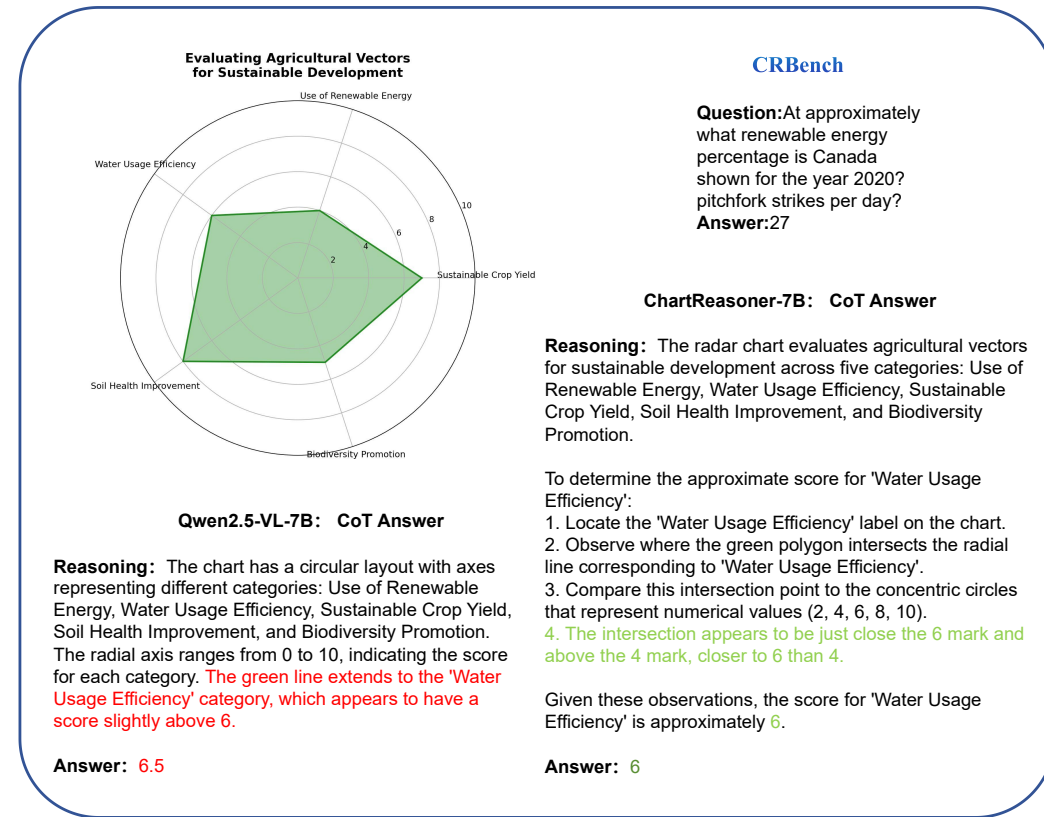 Evaluating Agricultural Vectors
for Sustainable Development
Use of Renewable Energy
Water Usage Efficiency
10
8
6
4
2
Sustainable Crop Yield
Soil Health Improvement
Biodiversity Promotion
Qwen2.5-VL-7B: CoT Answer
Reasoning: The chart has a circular layout with axes
representing different categories: Use of Renewable
Energy, Water Usage Efficiency, Sustainable Crop Yield,
Soil Health Improvement, and Biodiversity Promotion.
The radial axis ranges from 0 to 10, indicating the score
for each category. The green line extends to the 'Water
Usage Efficiency' category, which appears to have a
score slightly above 6.
Answer: 6.5
CRBench
Question:At approximately
what renewable energy
percentage is Canada
shown for the year 2020?
pitchfork strikes per day?
Answer:27
ChartReasoner-7B: CoT Answer
Reasoning: The radar chart evaluates agricultural vectors
for sustainable development across five categories: Use of
Renewable Energy, Water Usage Efficiency, Sustainable
Crop Yield, Soil Health Improvement, and Biodiversity
Promotion.
To determine the approximate score for 'Water Usage
Efficiency':
1. Locate the 'Water Usage Efficiency' label on the chart.
2. Observe where the green polygon intersects the radial
line corresponding to 'Water Usage Efficiency'.
3. Compare this intersection point to the concentric circles
that represent numerical values (2, 4, 6, 8, 10).
4. The intersection appears to be just close the 6 mark and
above the 4 mark, closer to 6 than 4.
Given these observations, the score for 'Water Usage
Efficiency' is approximately 6.
Answer: 6